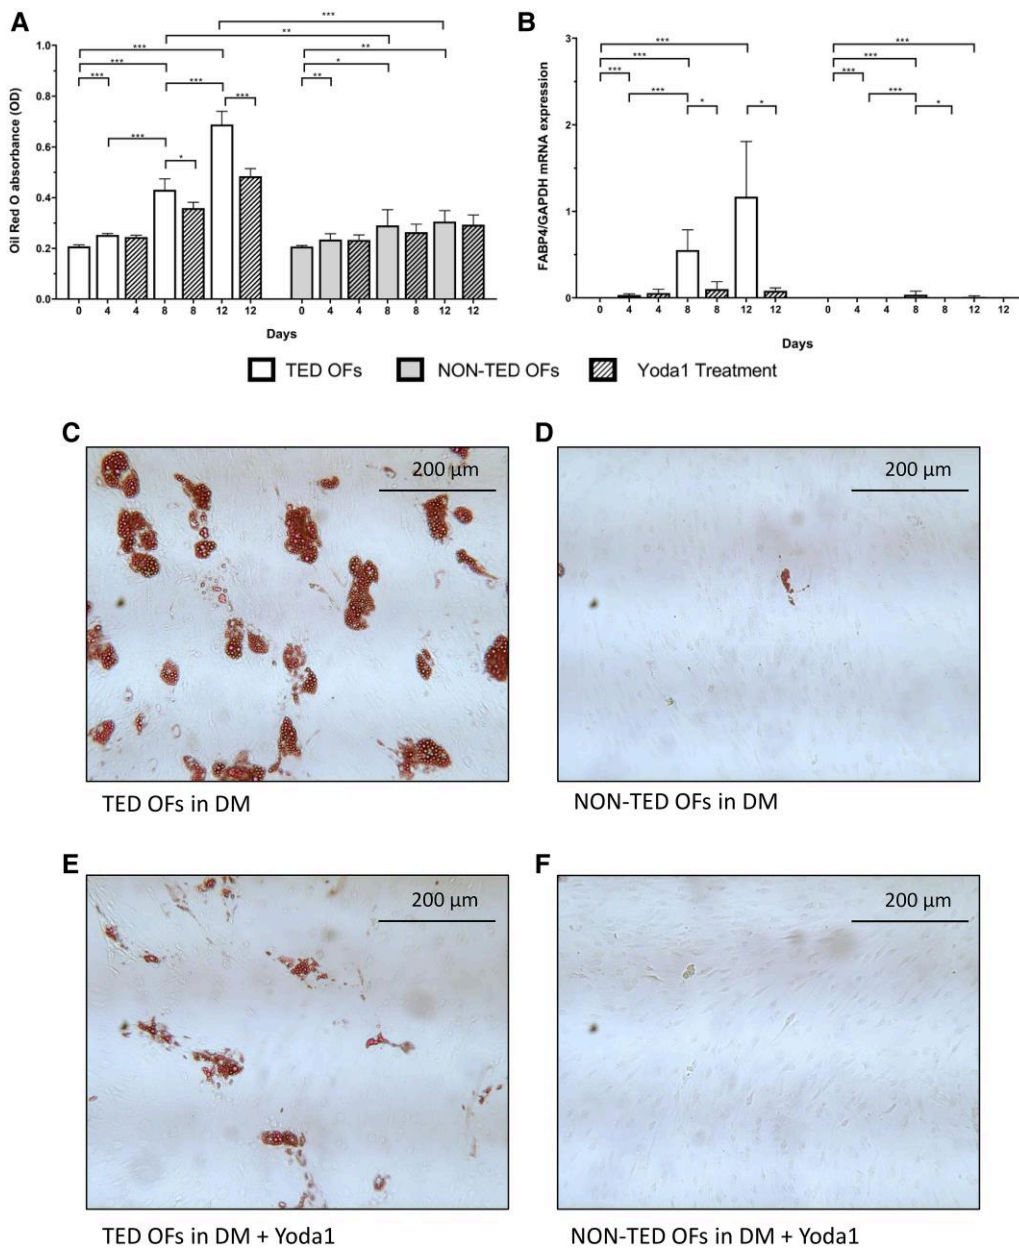 A
B
***
**
***
**
***
*
***
***
**
***
***
*
1.0
0.8
0.6
0.4
0.2
0.0
Oil Red O absorbance (OD)
0 4 4 8 8 12 12 0 4 4 8 8 12 12
Days
***
***
***
***
*
*
***
***
***
***
*
3
2
1
0
FABP4/GAPDH mRNA expression
0 4 4 8 8 12 12 0 4 4 8 8 12 12
Days
TED OFs NON-TED OFs Yoda1 Treatment
C
200 µm
TED OFs in DM
D
200 µm
NON-TED OFs in DM
E
200 µm
TED OFs in DM + Yoda1
F
200 µm
NON-TED OFs in DM + Yoda1